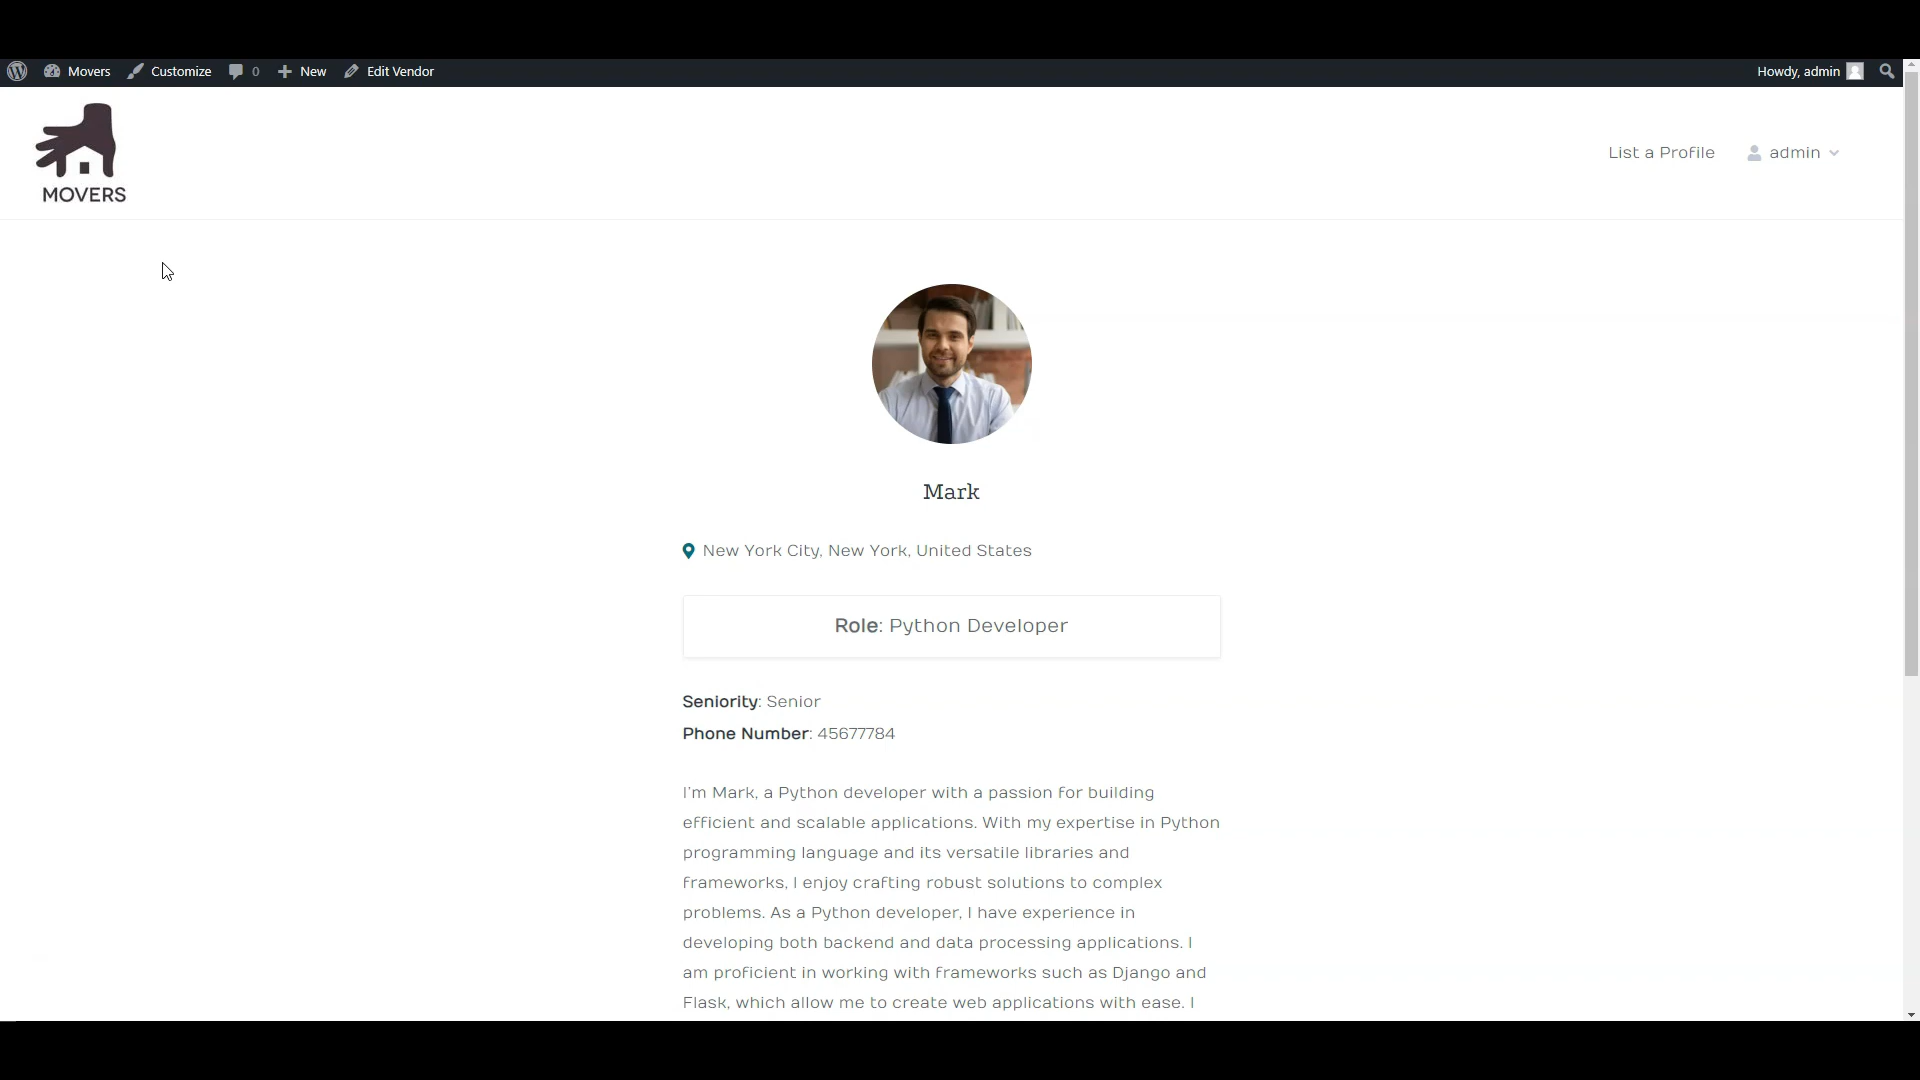 Movers Customize 0 New Edit Vendor Howdy, admin
MOVERS
List a Profile admin
Mark
New York City, New York, United States
Role: Python Developer
Seniority: Senior
Phone Number: 45677784
I'm Mark, a Python developer with a passion for building
efficient and scalable applications. With my expertise in Python
programming language and its versatile libraries and
frameworks, I enjoy crafting robust solutions to complex
problems. As a Python developer, I have experience in
developing both backend and data processing applications. I
am proficient in working with frameworks such as Django and
Flask, which allow me to create web applications with ease. I